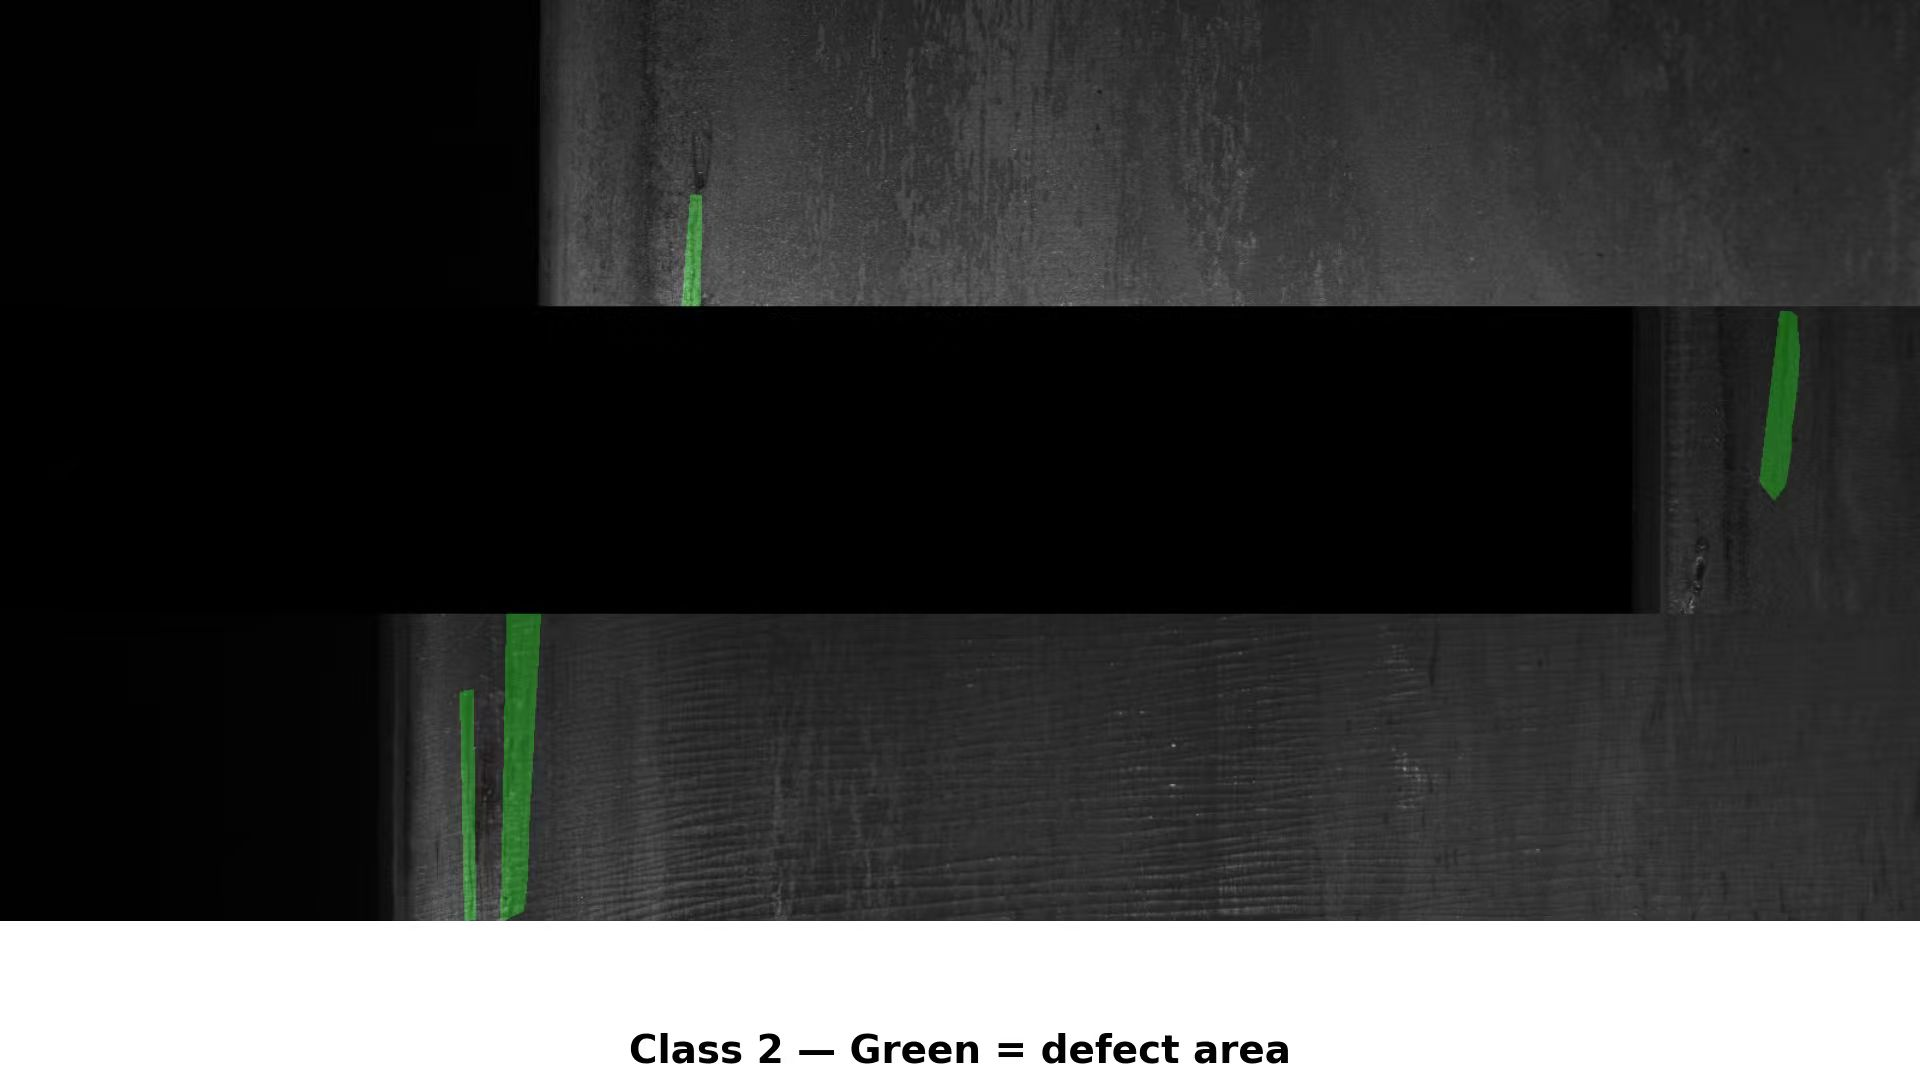 Class 2 — Green = defect area